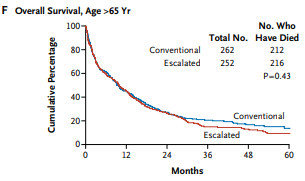 F Overall Survival, Age >65 Yr
No. Who
Total No. Have Died
Conventional 262 212
Escalated 252 216
P=0.43
Cumulative Percentage
100
80
60
40
20
0
Conventional
Escalated
0 12 24 36 48 60
Months